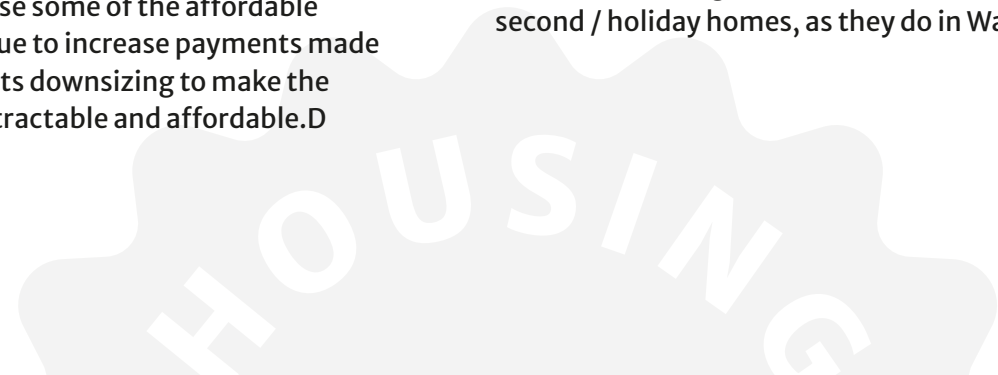 se some of the affordable
ue to increase payments made
ts downsizing to make the
tractable and affordable.D
second / holiday homes, as they do in Wa
HOUSING